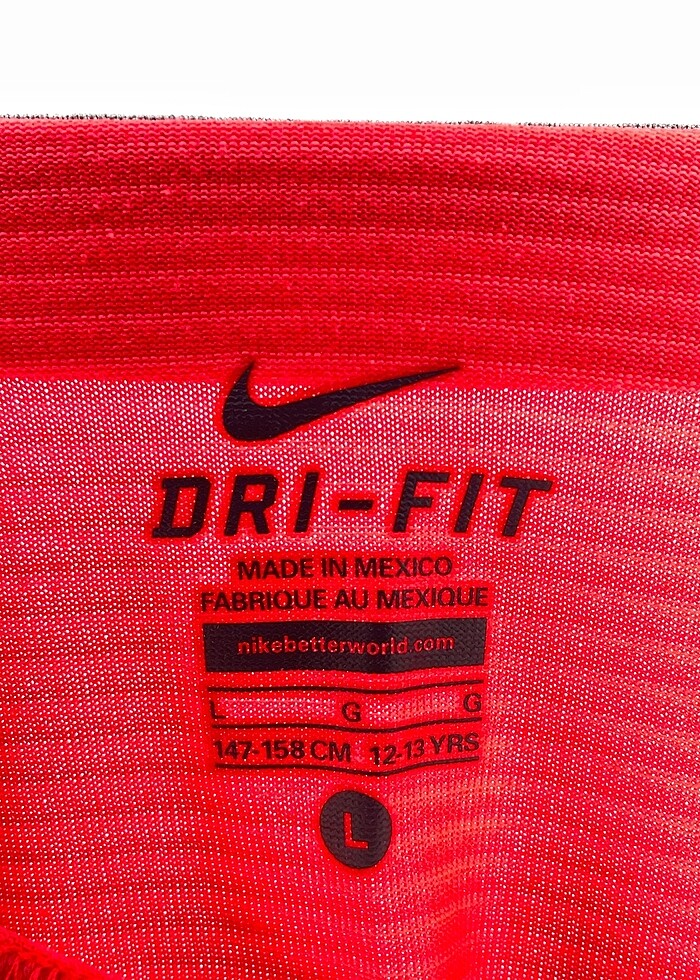 DRI-FIT
MADE IN MEXICO
FABRIQUE AU MEXIQUE
nikebetterworld.com
L G G
147-158 CM 12-13 YRS
L